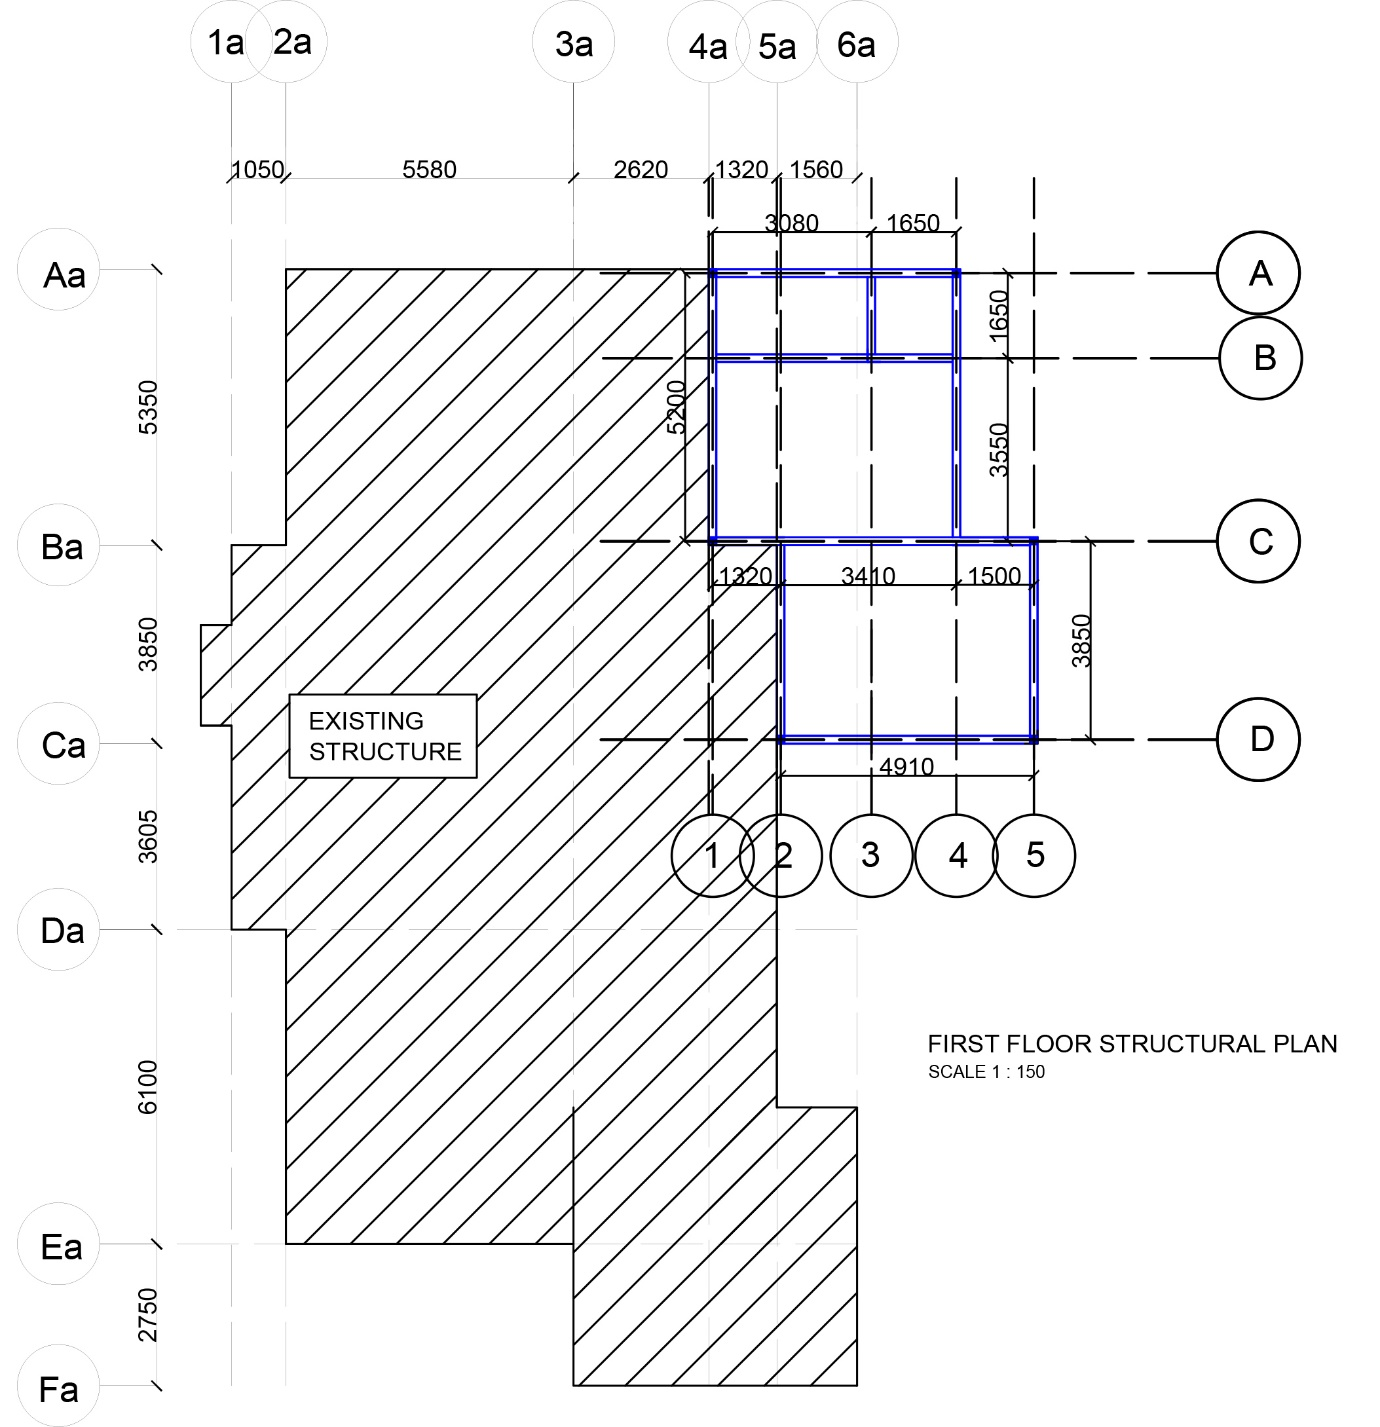 1a 2a 3a 4a 5a 6a
1050 5580 2620 1320 1560
3080 1650
Aa
A
1650
B
5350
5200
3550
Ba
C
1320 3410 1500
3850
3850
EXISTING
STRUCTURE
Ca
D
4910
3605
1 2 3 4 5
Da
FIRST FLOOR STRUCTURAL PLAN
SCALE 1 : 150
6100
Ea
2750
Fa